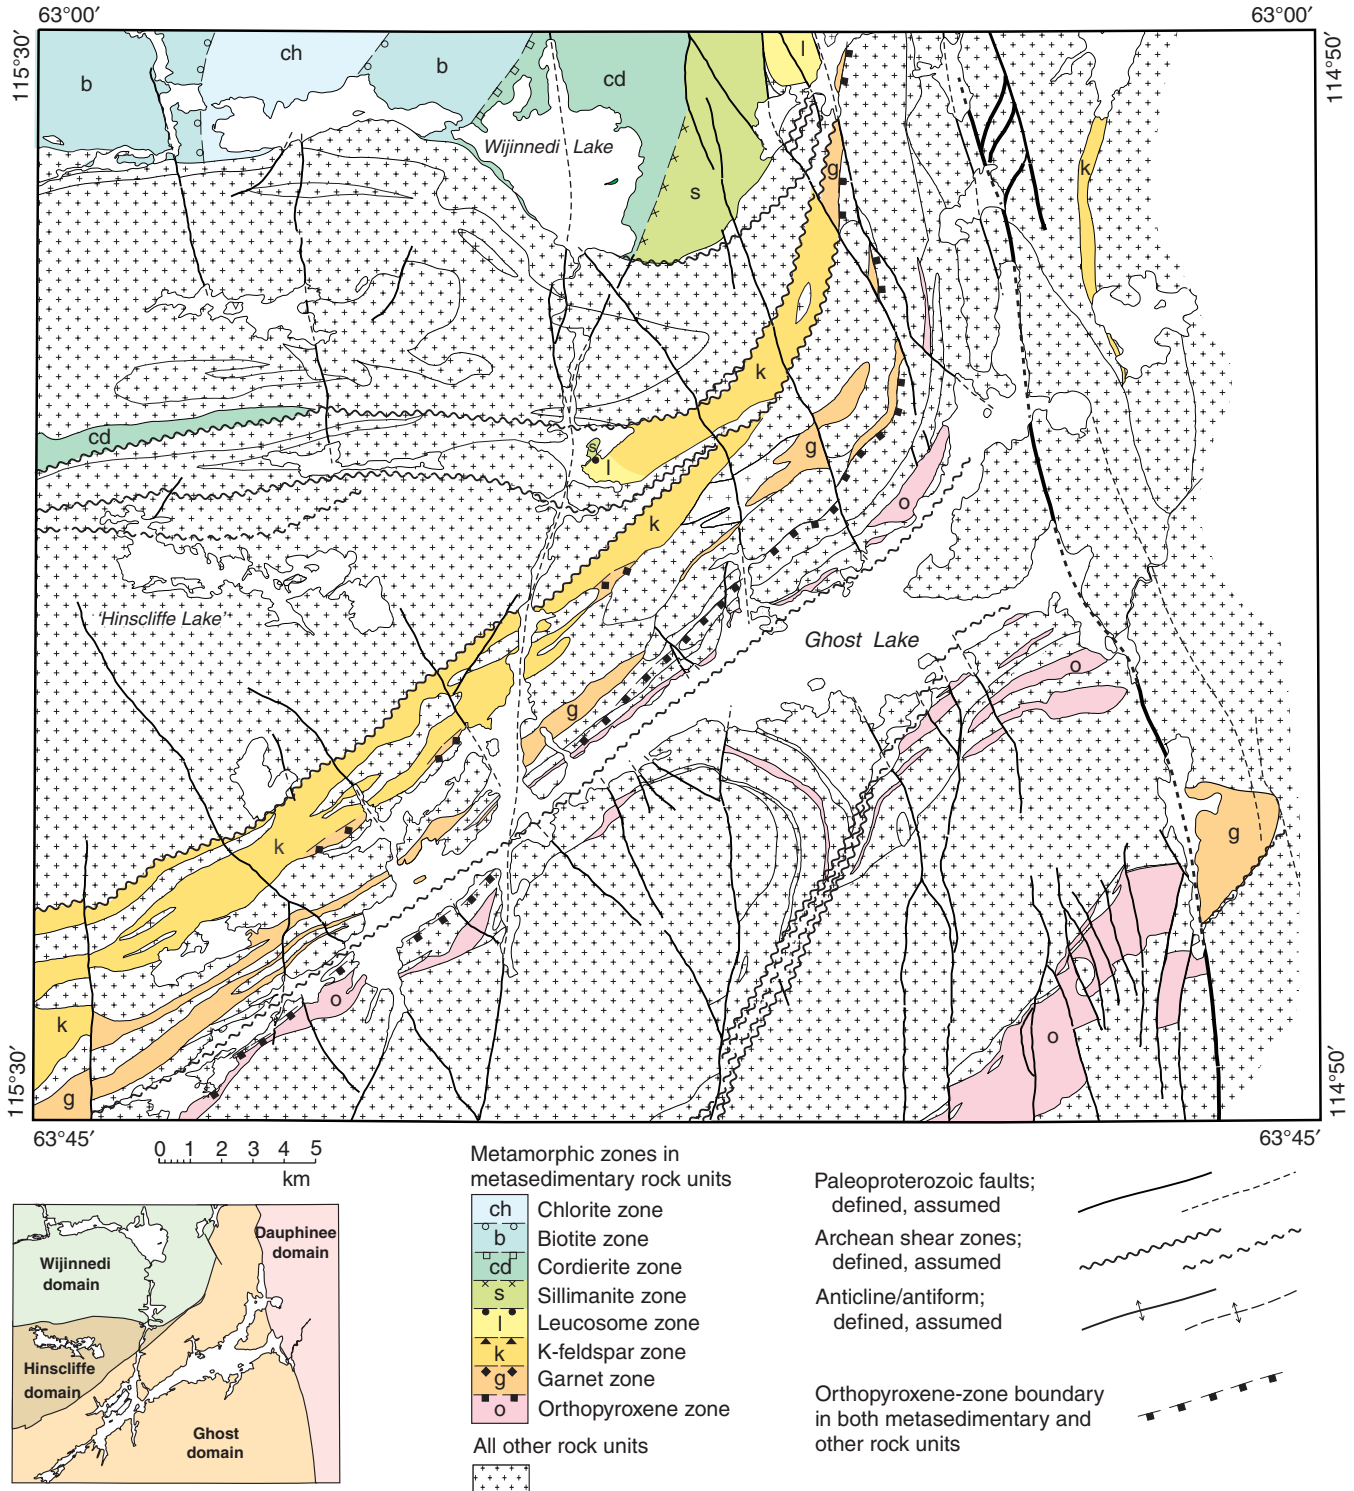 63°00′ 63°00′
115°30′ 114°50′
b ch b cd l
Wijinnedi Lake
g k
s
k
cd g
s l
k o
'Hinscliffe Lake'
Ghost Lake
o
g
k g
o
k o
g
115°30′ 114°50′
63°45′ 63°45′
0 1 2 3 4 5
km
Wijinnedi
domain
Dauphinee
domain
Hinscliffe
domain
Ghost
domain
Metamorphic zones in
metasedimentary rock units
ch Chlorite zone
b Biotite zone
cd Cordierite zone
s Sillimanite zone
l Leucosome zone
k K-feldspar zone
g Garnet zone
o Orthopyroxene zone
All other rock units
Paleoproterozoic faults;
defined, assumed
Archean shear zones;
defined, assumed
Anticline/antiform;
defined, assumed
Orthopyroxene-zone boundary
in both metasedimentary and
other rock units